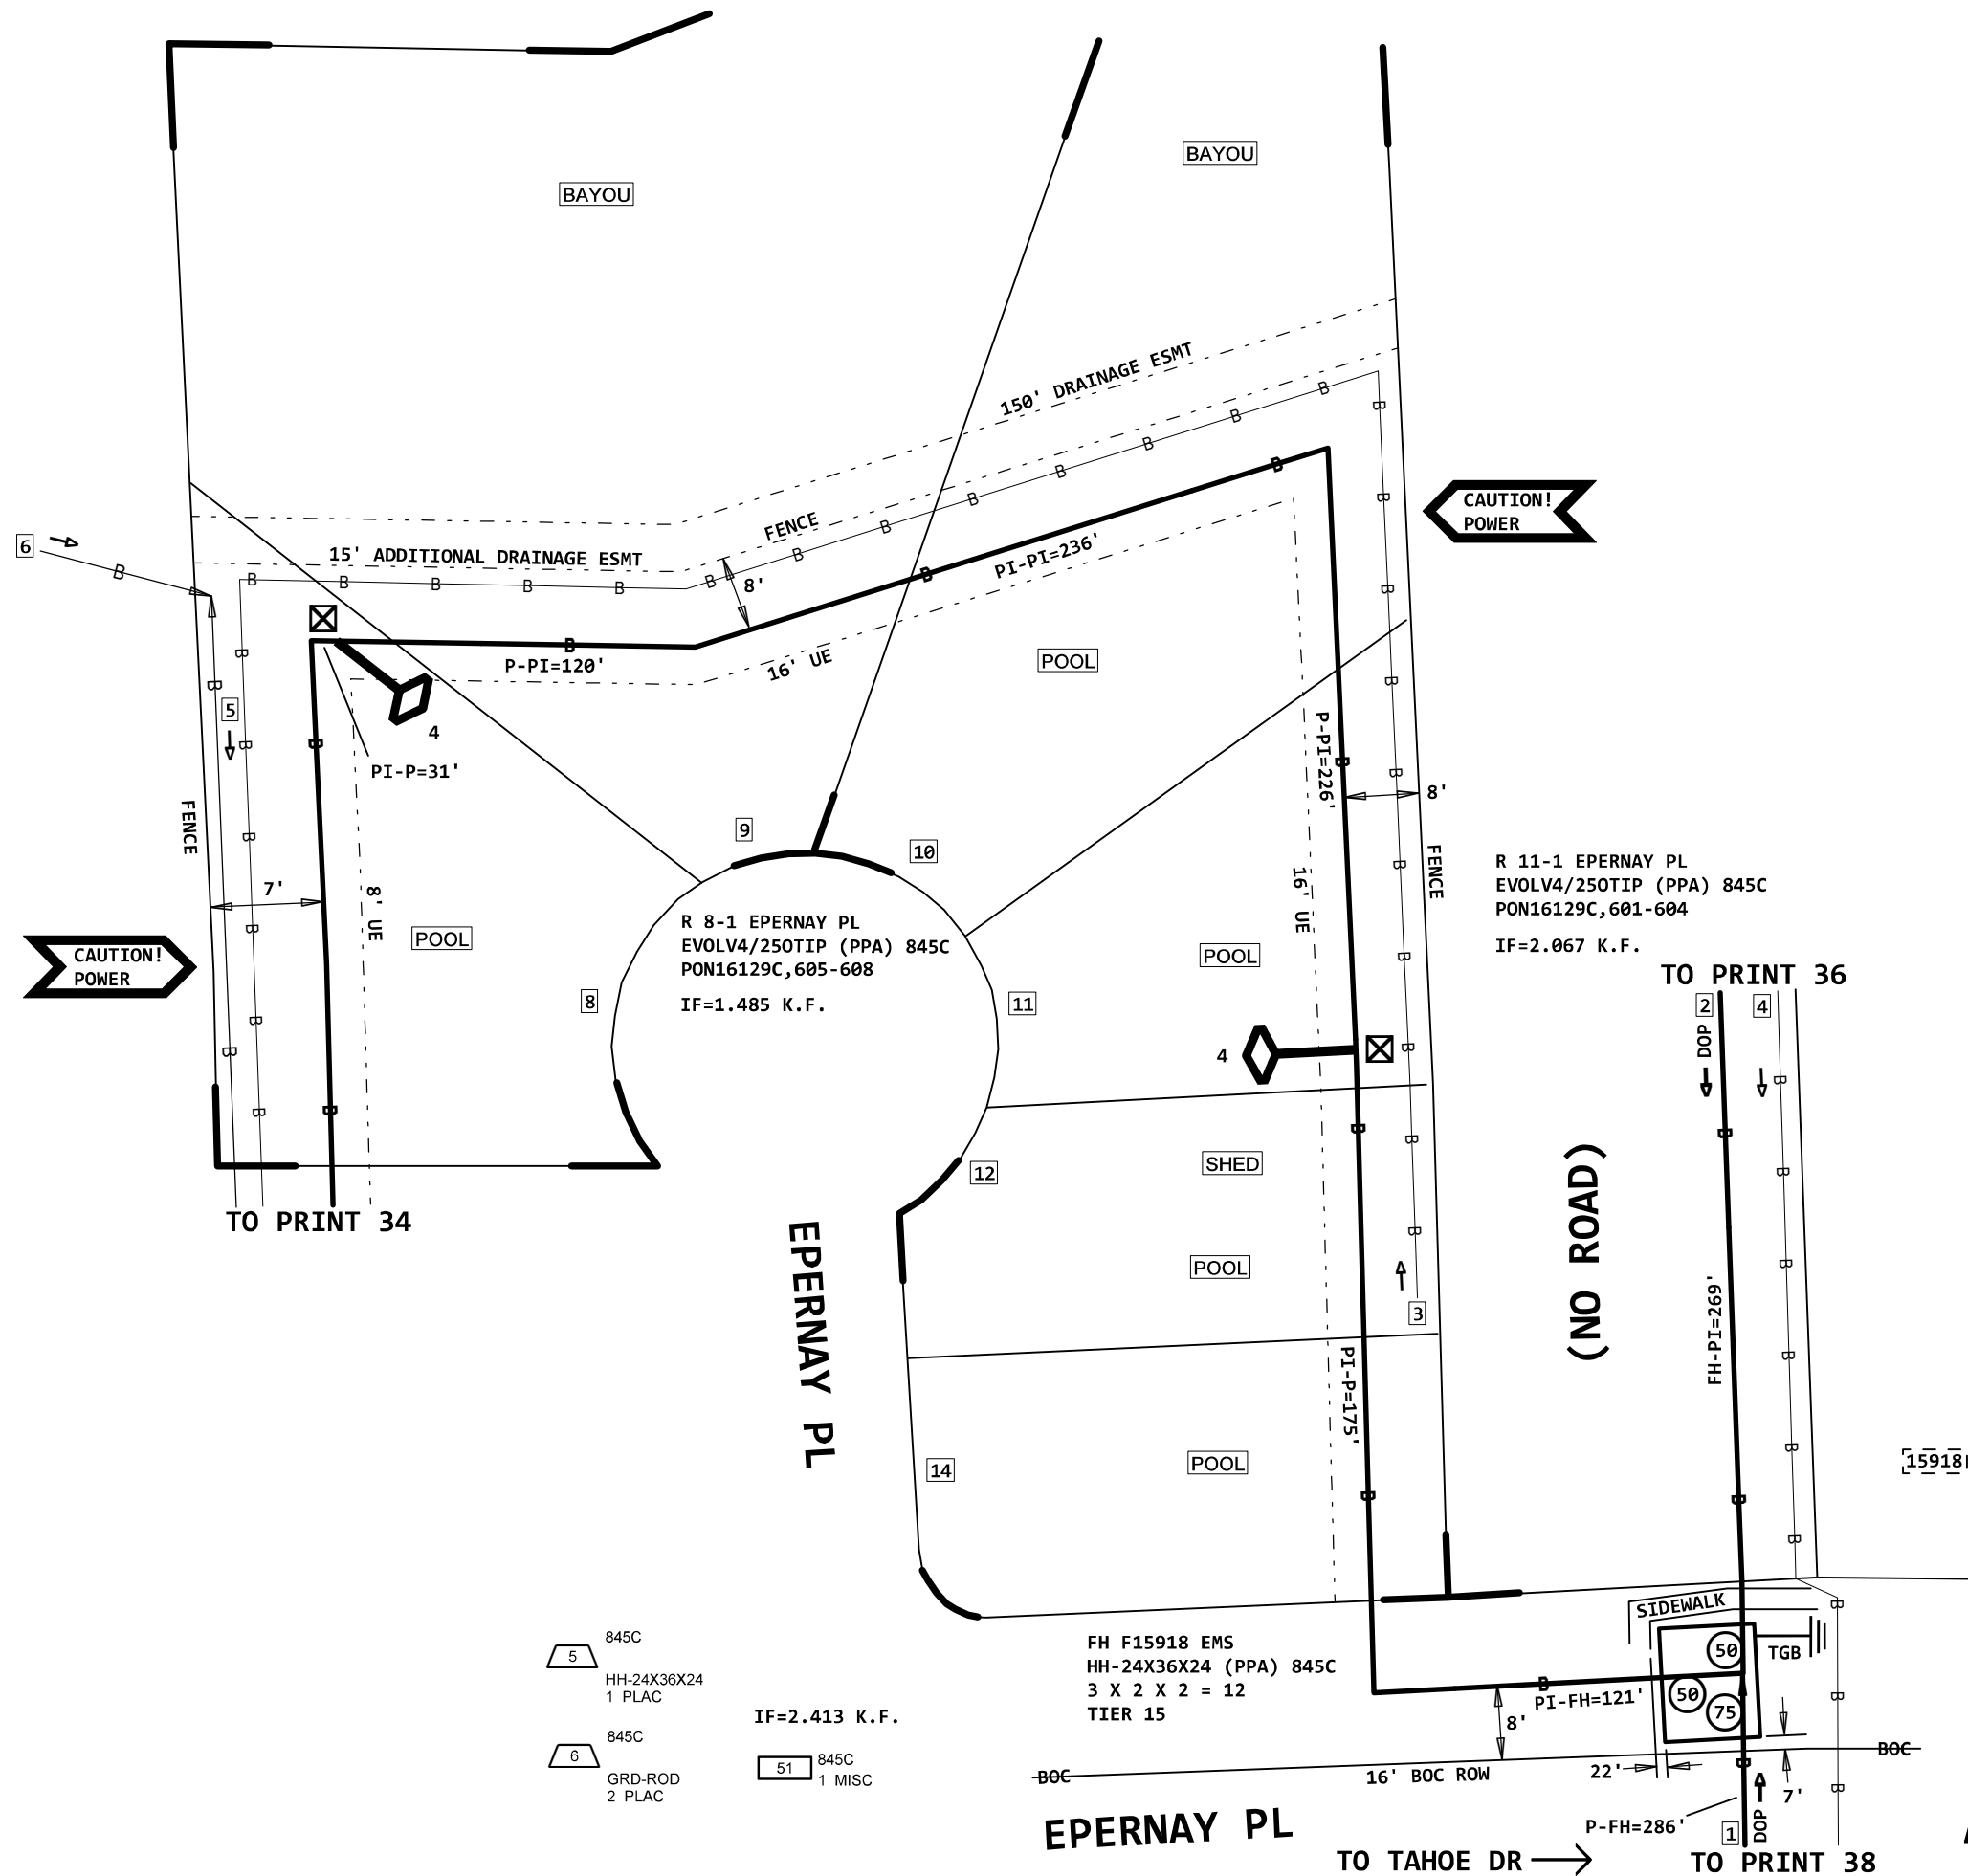 BAYOU
BAYOU
150' DRAINAGE ESMT
CAUTION!
POWER
FENCE
6
B
15' ADDITIONAL DRAINAGE ESMT
8'
PI-PI=236'
P-PI=120'
16' UE
POOL
5
4
PI-P=31'
P-PI=226'
8'
FENCE
9
10
FENCE
R 11-1 EPERNAY PL
EVOLV4/25OTIP (PPA) 845C
PON16129C,601-604
IF=2.067 K.F.
7'
8' UE
16' UE
R 8-1 EPERNAY PL
EVOLV4/25OTIP (PPA) 845C
PON16129C,605-608
IF=1.485 K.F.
POOL
POOL
CAUTION!
POWER
TO PRINT 36
8
11
2
4
DOP
4
12
SHED
TO PRINT 34
(NO ROAD)
EPERNAY PL
POOL
3
FH-PI=269'
PI-P=175'
14
POOL
15918
SIDEWALK
50
TGB
50
75
5
845C
HH-24X36X24
1 PLAC
FH F15918 EMS
HH-24X36X24 (PPA) 845C
3 X 2 X 2 = 12
TIER 15
PI-FH=121'
IF=2.413 K.F.
8'
6
845C
GRD-ROD
2 PLAC
51
845C
1 MISC
BOC
16' BOC ROW
22'
BOC
7'
EPERNAY PL
P-FH=286'
1
DOP
TO TAHOE DR
TO PRINT 38